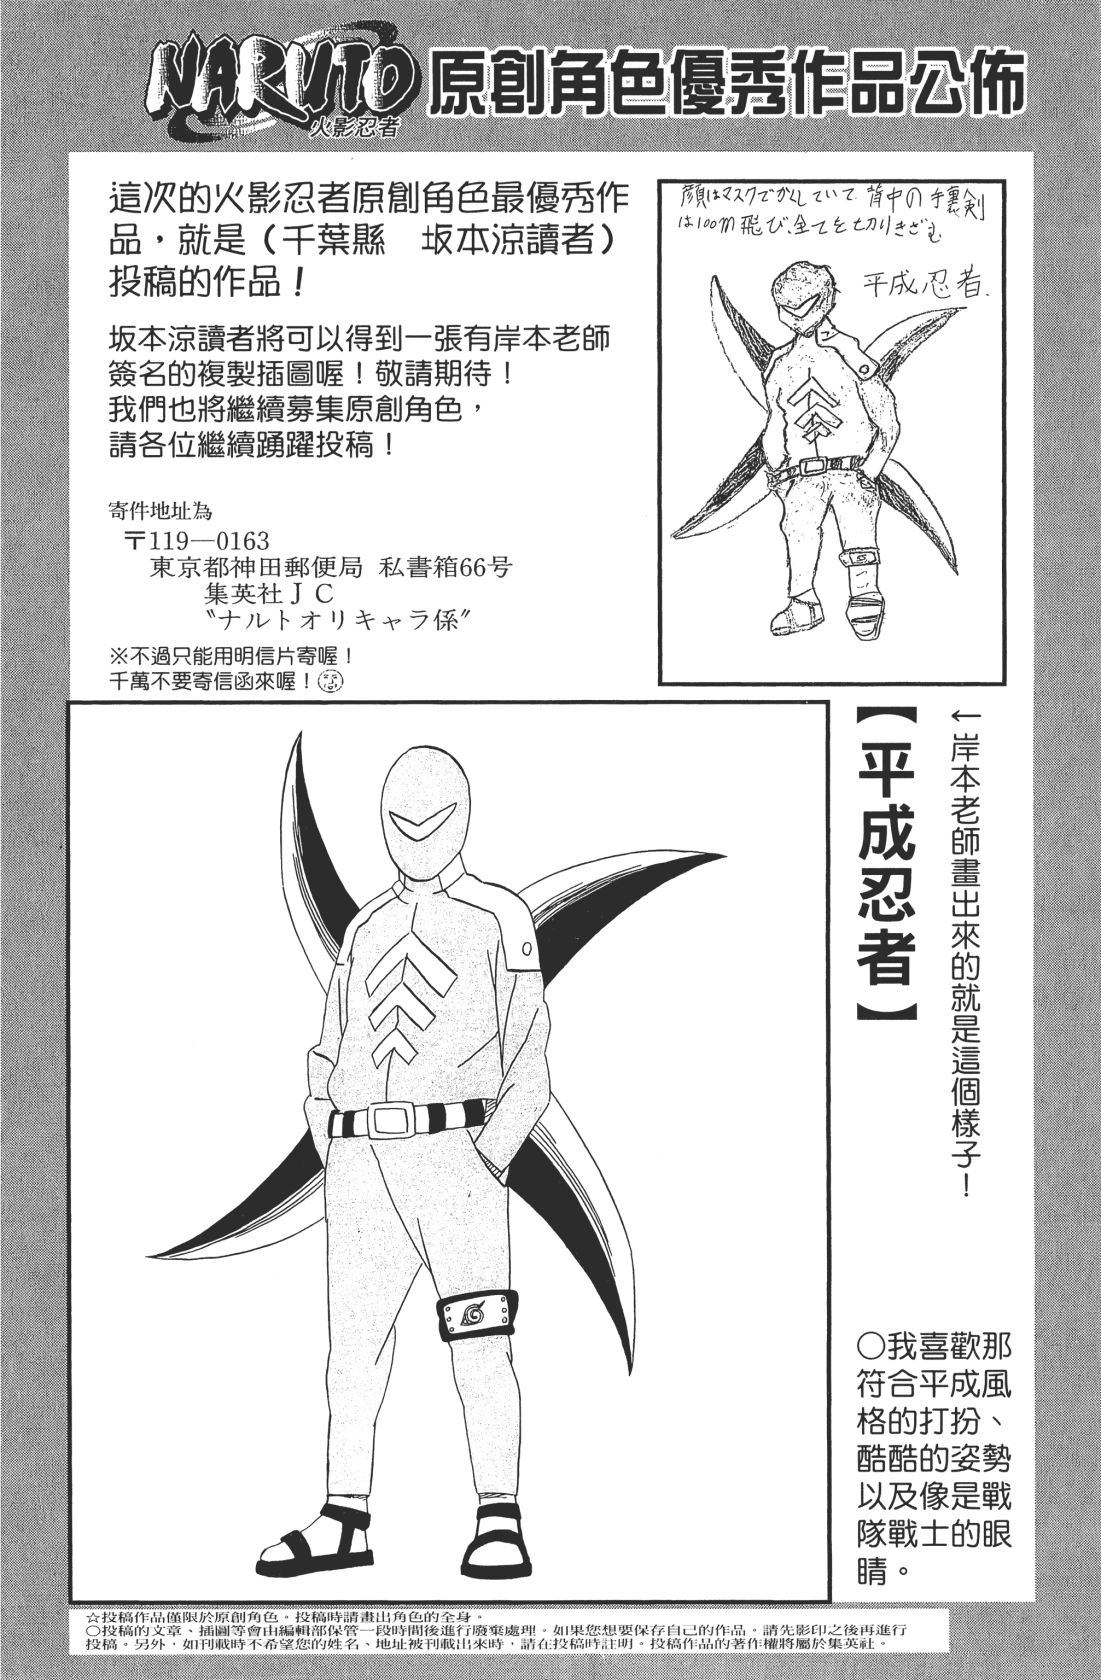 NARUTO
火影忍者
原創角色優秀作品公佈
這次的火影忍者原創角色最優秀作
品，就是（千葉縣　坂本涼讀者）
投稿的作品！
坂本涼讀者將可以得到一張有岸本老師
簽名的複製插圖喔！敬請期待！
我們也將繼續募集原創角色，
請各位繼續踴躍投稿！
寄件地址為
〒119—0163
東京都神田郵便局 私書箱66号
集英社ＪＣ
〝ナルトオリキャラ係〞
※不過只能用明信片寄喔！
千萬不要寄信函來喔！
顔はマスクでかくしていて、背中の手裏剣
は100m飛び、全てを切りきざむ
平成忍者.
←岸本老師畫出來的就是這個樣子！
【平成忍者】
○我喜歡那
符合平成風
格的打扮、
酷酷的姿勢
以及像是戰
隊戰士的眼
睛。
☆投稿作品僅限於原創角色。投稿時請畫出角色的全身。
○投稿的文章、插圖等會由編輯部保管一段時間後進行廢棄處理。如果您想要保存自己的作品。請先影印之後再進行
投稿。另外，如刊載時不希望您的姓名、地址被刊載出來時，請在投稿時註明。投稿作品的著作權將屬於集英社。